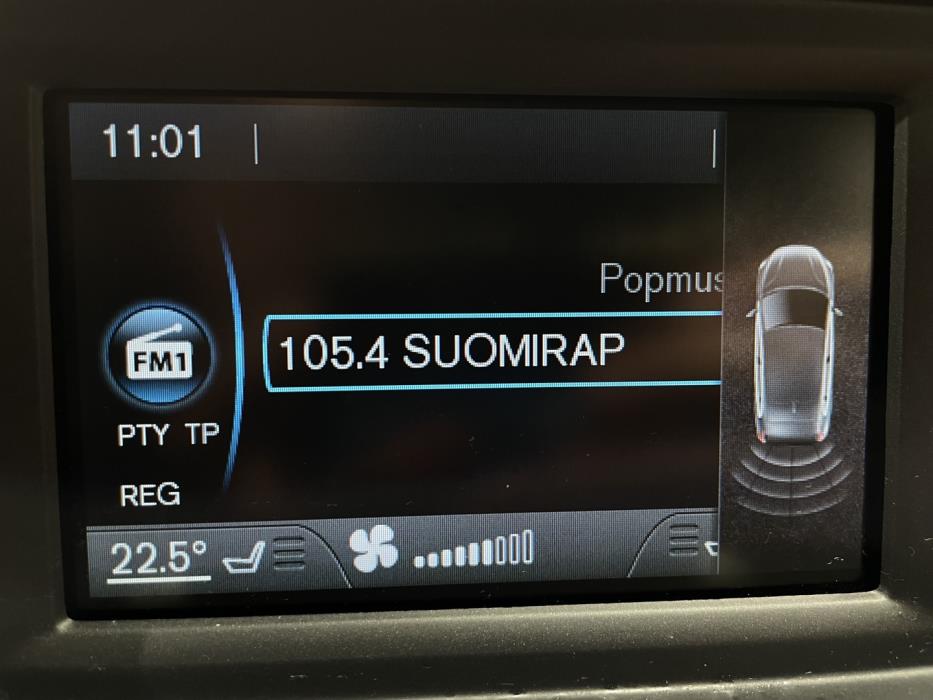 11:01
Popmus
105.4 SUOMIRAP
FM1
PTY TP
REG
22.5°